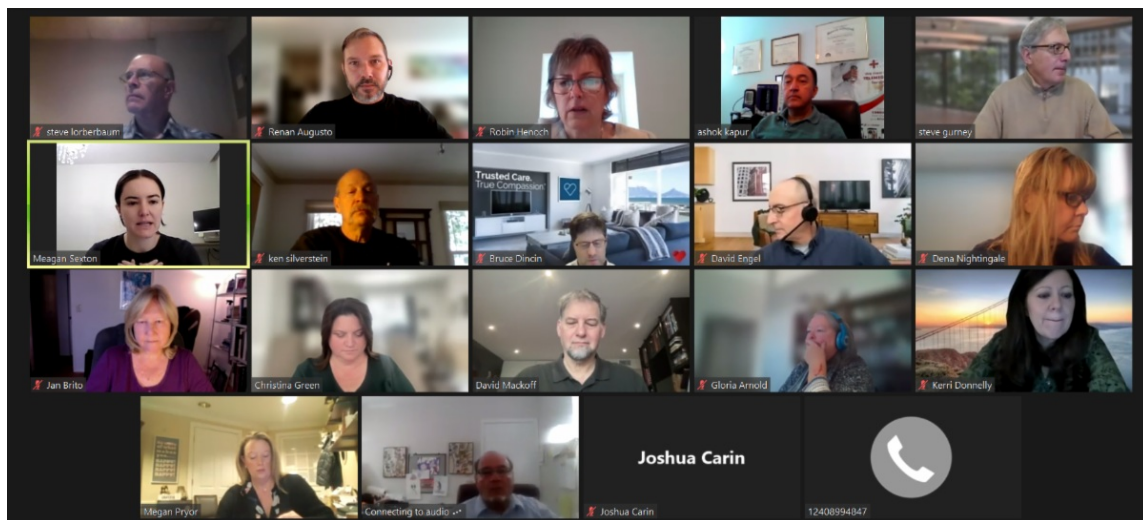 steve lorberbaum
Renan Augusto
Robin Henoch
ashok kapur
steve gurney
Meagan Sexton
ken silverstein
Trusted Care.
True Compassion.
Bruce Dincin
David Engel
Dena Nightingale
Jan Brito
Christina Green
David Mackoff
Gloria Arnold
Kerri Donnelly
Megan Pryor
Connecting to audio
Joshua Carin
Joshua Carin
12408994847